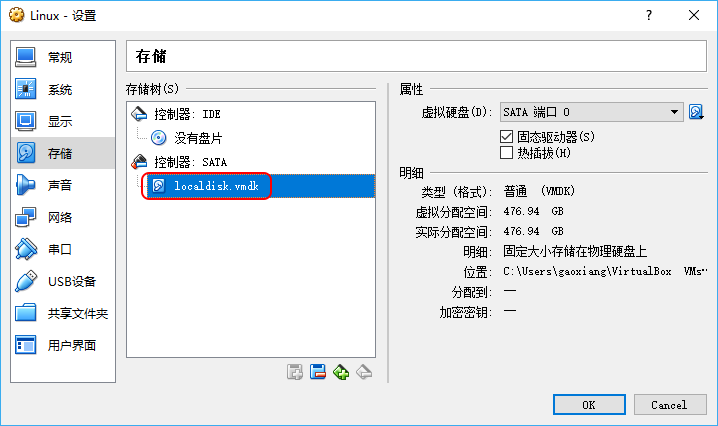 Linux - 设置
常规
系统
显示
存储
声音
网络
串口
USB设备
共享文件夹
用户界面
存储
存储树(S)
控制器: IDE
没有盘片
控制器: SATA
localdisk.vmdk
属性
虚拟硬盘(D): SATA 端口 0
固态驱动器(S)
热插拔(H)
明细
类型 (格式): 普通 (VMDK)
虚拟分配空间: 476.94 GB
实际分配空间: 476.94 GB
明细: 固定大小存储在物理硬盘上
位置: C:\Users\gaoxiang\VirtualBox VMs…
分配到: —
加密密钥: —
OK
Cancel